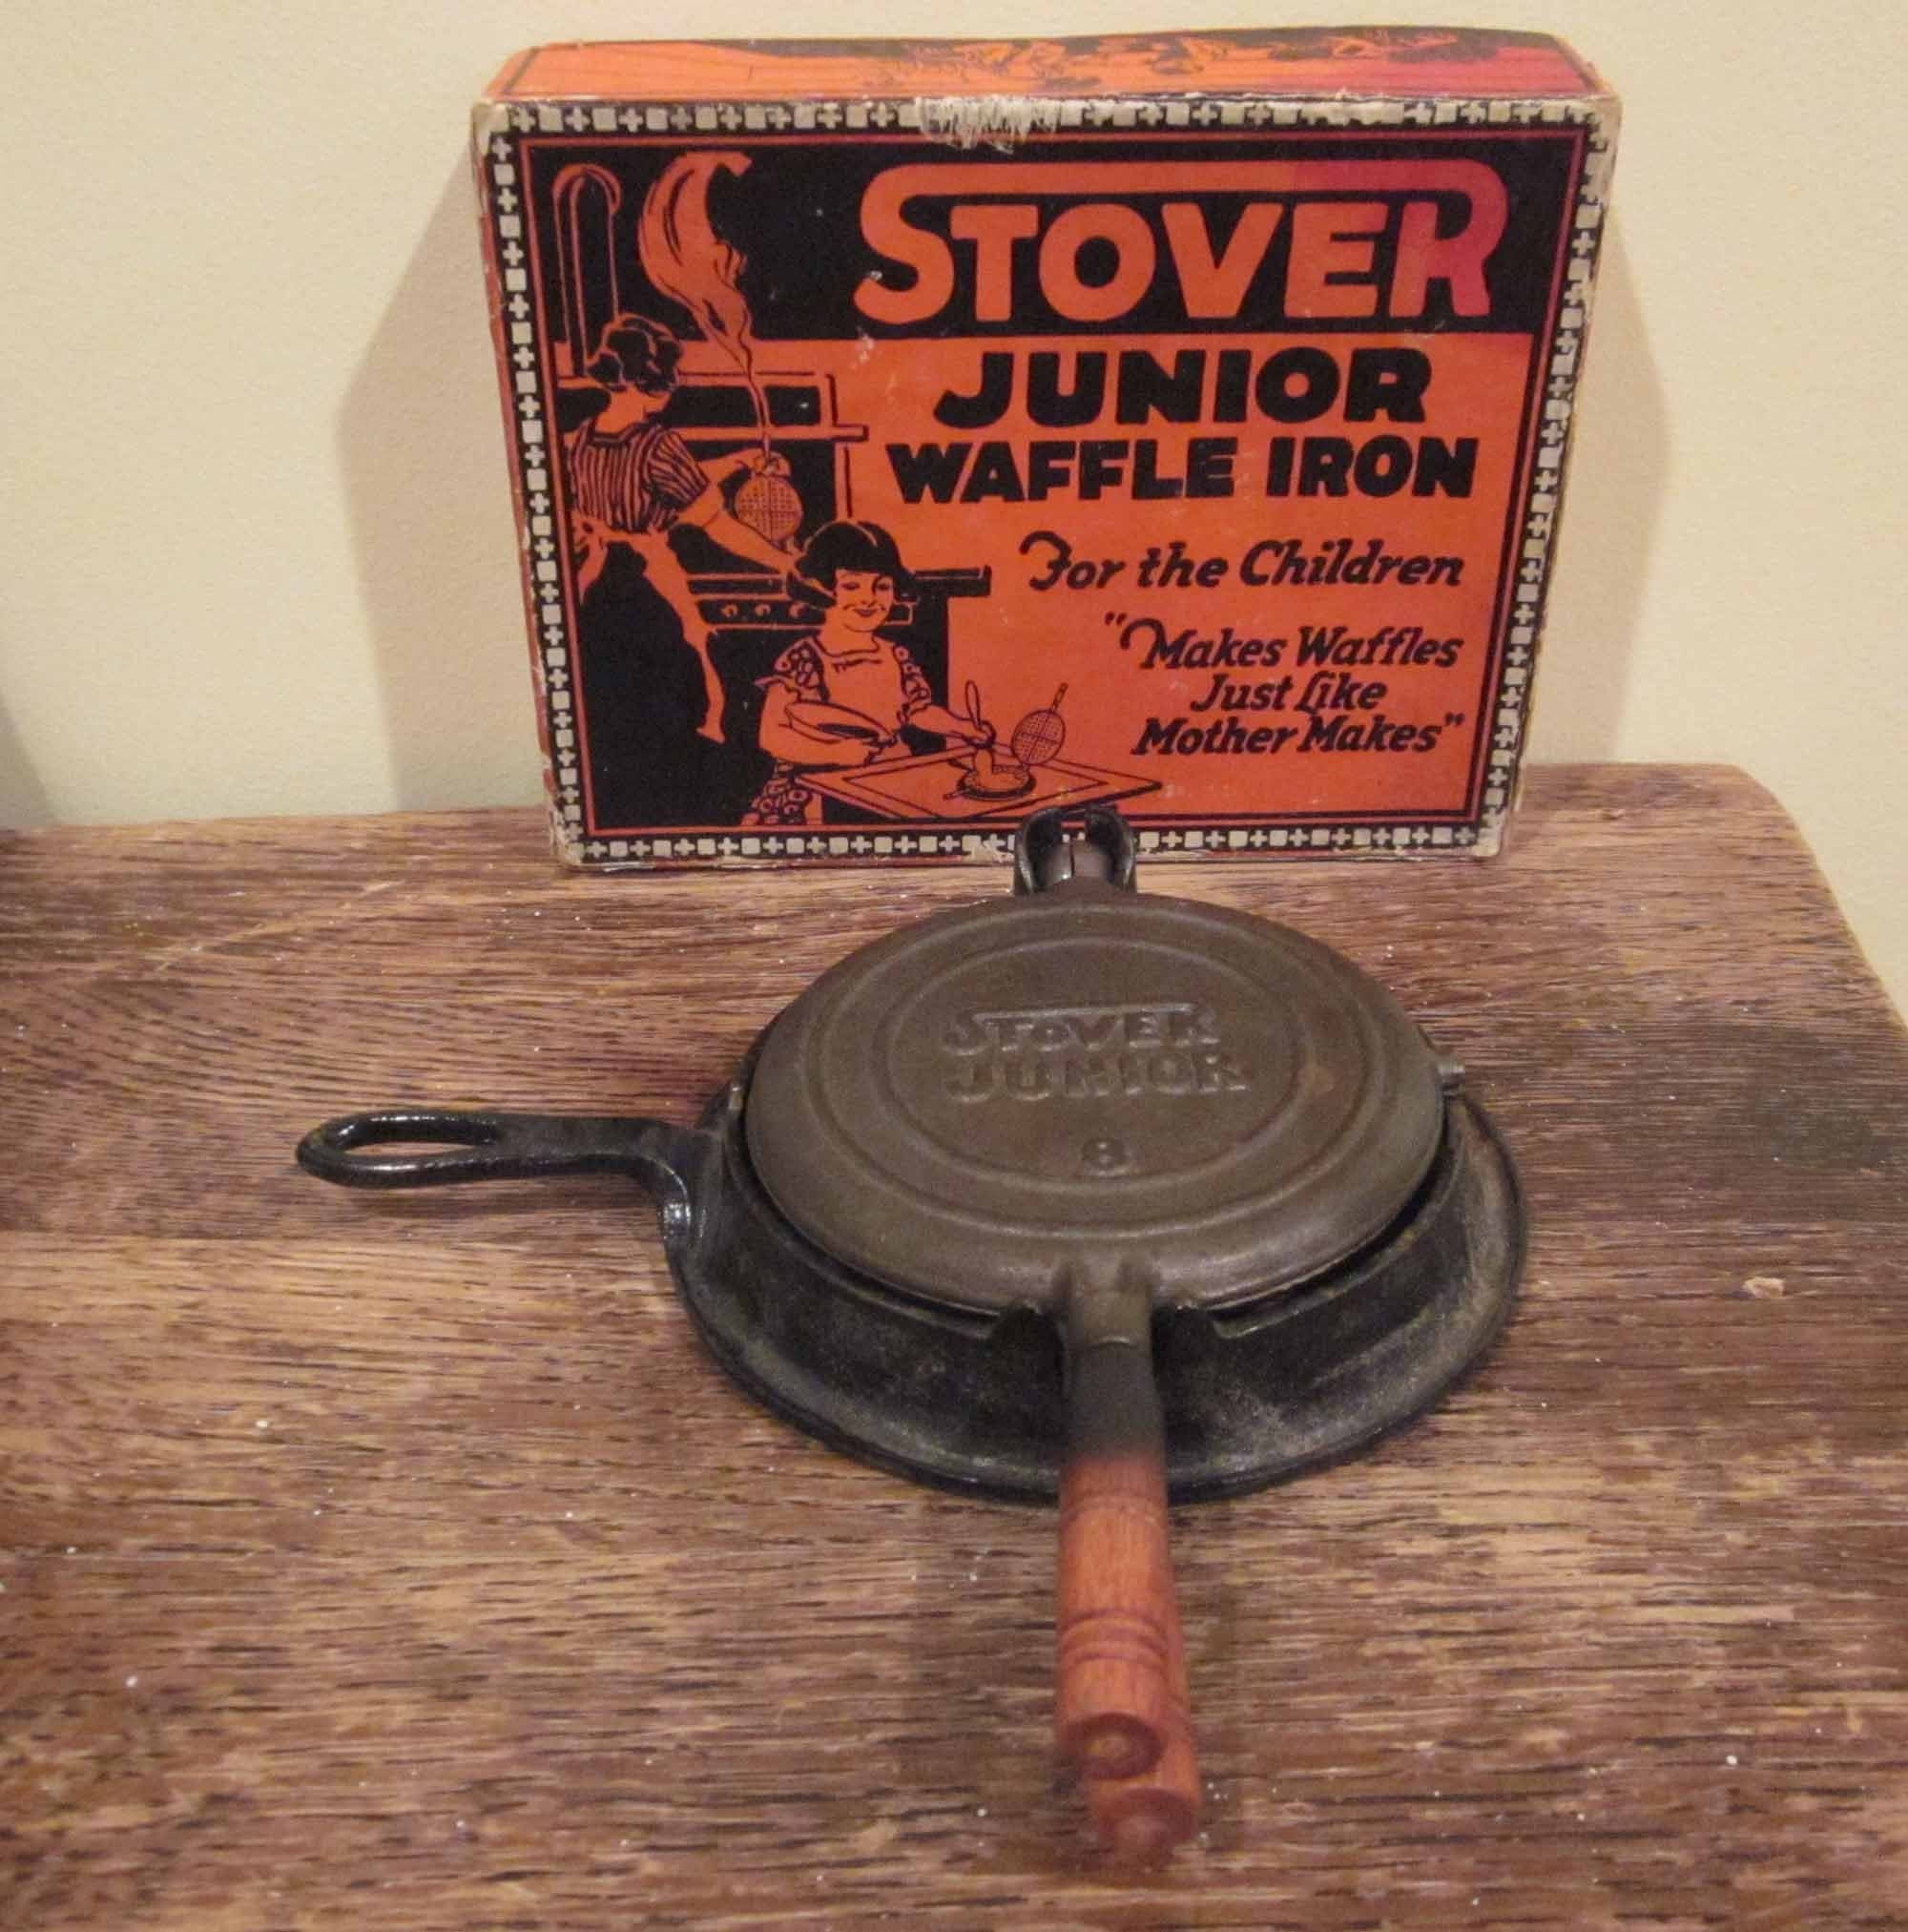 STOVER
JUNIOR
WAFFLE IRON
For the Children
"Makes Waffles
Just Like
Mother Makes"
STOVER
JUNIOR
8